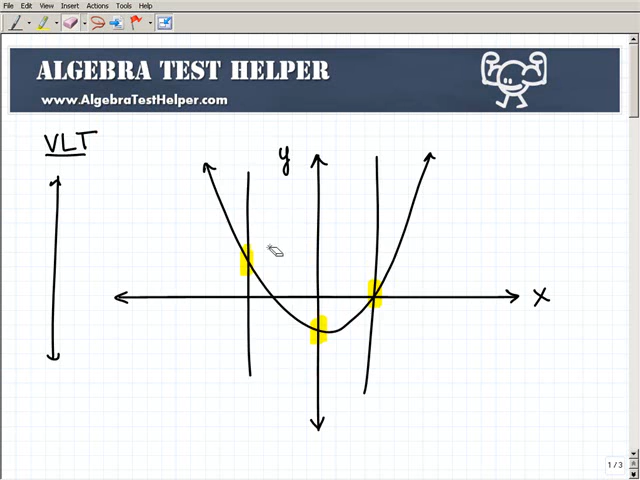 File Edit View Insert Actions Tools Help
ALGEBRA TEST HELPER
www.AlgebraTestHelper.com
VLT
y
x
1 / 3